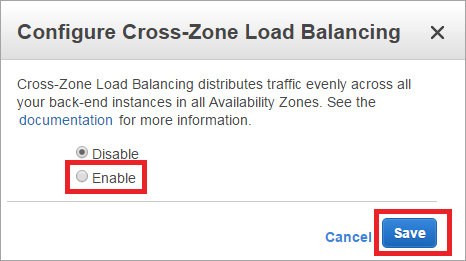 Configure Cross-Zone Load Balancing
Cross-Zone Load Balancing distributes traffic evenly across all
your back-end instances in all Availability Zones. See the
documentation for more information.
Disable
Enable
Cancel Save